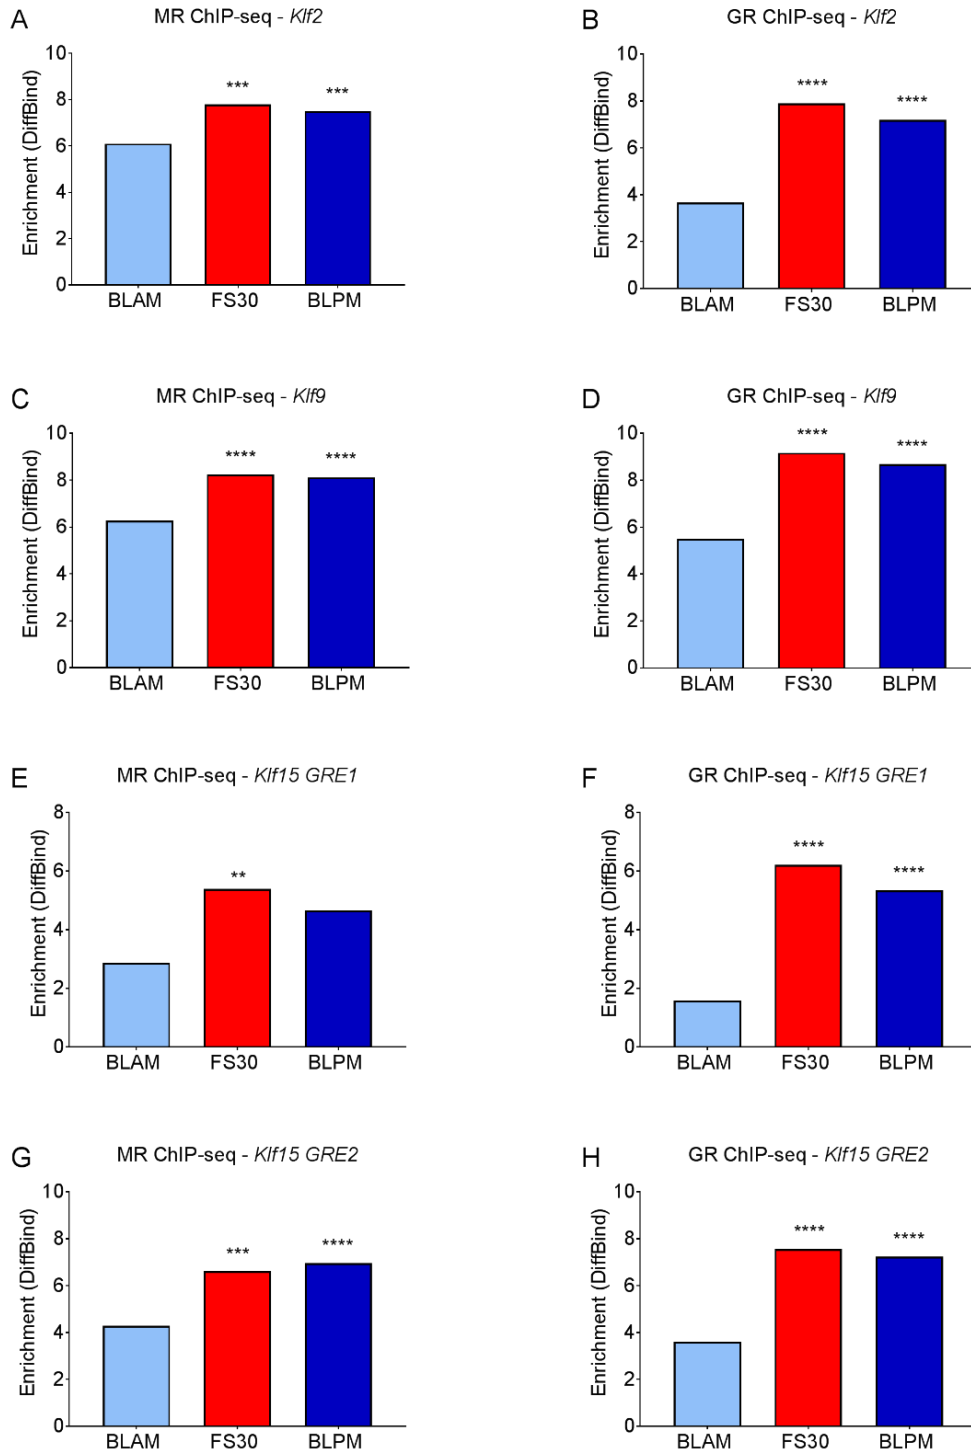 A
MR ChIP-seq - Klf2
Enrichment (DiffBind)
10
8
6
4
2
0
***
***
BLAM FS30 BLPM
B
GR ChIP-seq - Klf2
Enrichment (DiffBind)
10
8
6
4
2
0
****
****
BLAM FS30 BLPM
C
MR ChIP-seq - Klf9
Enrichment (DiffBind)
10
8
6
4
2
0
****
****
BLAM FS30 BLPM
D
GR ChIP-seq - Klf9
Enrichment (DiffBind)
10
8
6
4
2
0
****
****
BLAM FS30 BLPM
E
MR ChIP-seq - Klf15 GRE1
Enrichment (DiffBind)
8
6
4
2
0
**
BLAM FS30 BLPM
F
GR ChIP-seq - Klf15 GRE1
Enrichment (DiffBind)
8
6
4
2
0
****
****
BLAM FS30 BLPM
G
MR ChIP-seq - Klf15 GRE2
Enrichment (DiffBind)
10
8
6
4
2
0
***
****
BLAM FS30 BLPM
H
GR ChIP-seq - Klf15 GRE2
Enrichment (DiffBind)
10
8
6
4
2
0
****
****
BLAM FS30 BLPM